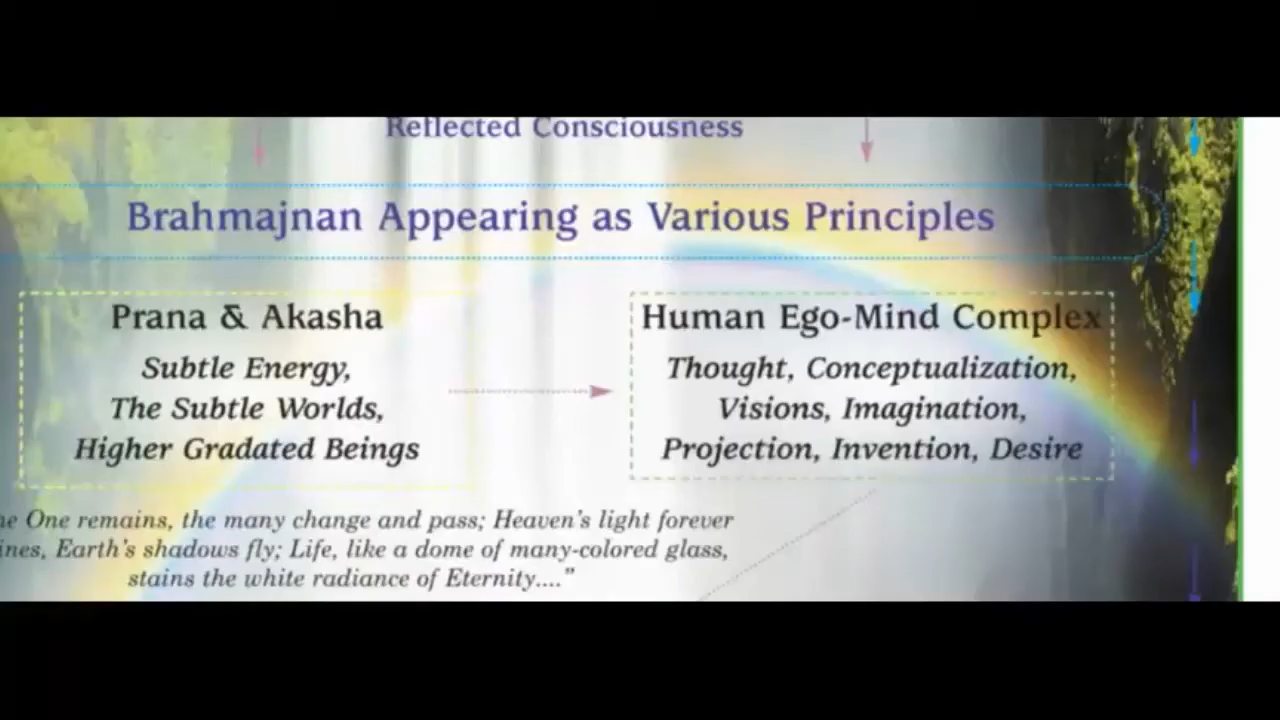 Reflected Consciousness
Brahmajnan Appearing as Various Principles
Prana & Akasha
Subtle Energy,
The Subtle Worlds,
Higher Gradated Beings
Human Ego-Mind Complex
Thought, Conceptualization,
Visions, Imagination,
Projection, Invention, Desire
One remains, the many change and pass; Heaven's light forever
Earth's shadows fly; Life, like a dome of many-colored glass,
stains the white radiance of Eternity...."